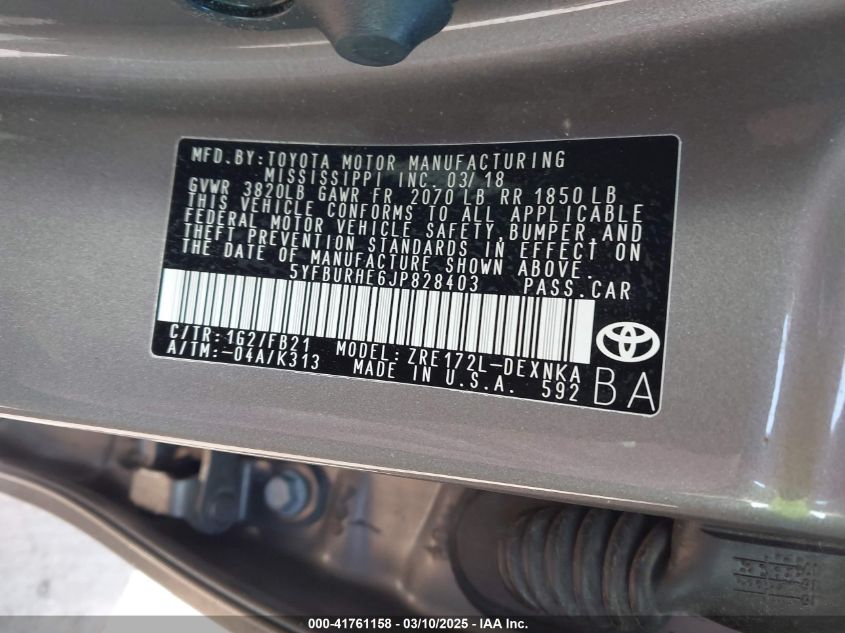 MFD.BY:TOYOTA MOTOR MANUFACTURING
MISSISSIPPI INC. 03/18
GVWR 3820LB GAWR FR 2070 LB RR 1850 LB
THIS VEHICLE CONFORMS TO ALL APPLICABLE
FEDERAL MOTOR VEHICLE SAFETY,BUMPER,AND
THEFT PREVENTION STANDARDS IN EFFECT ON
THE DATE OF MANUFACTURE SHOWN ABOVE.
5YFBURHE6JP828403 PASS.CAR
C/TR:1G2/FB21 MODEL:ZRE172L-DEXNKA
A/TM:-04A/K313 MADE IN U.S.A. 592
BA
000-41761158 — 03/10/2025 — IAA Inc.